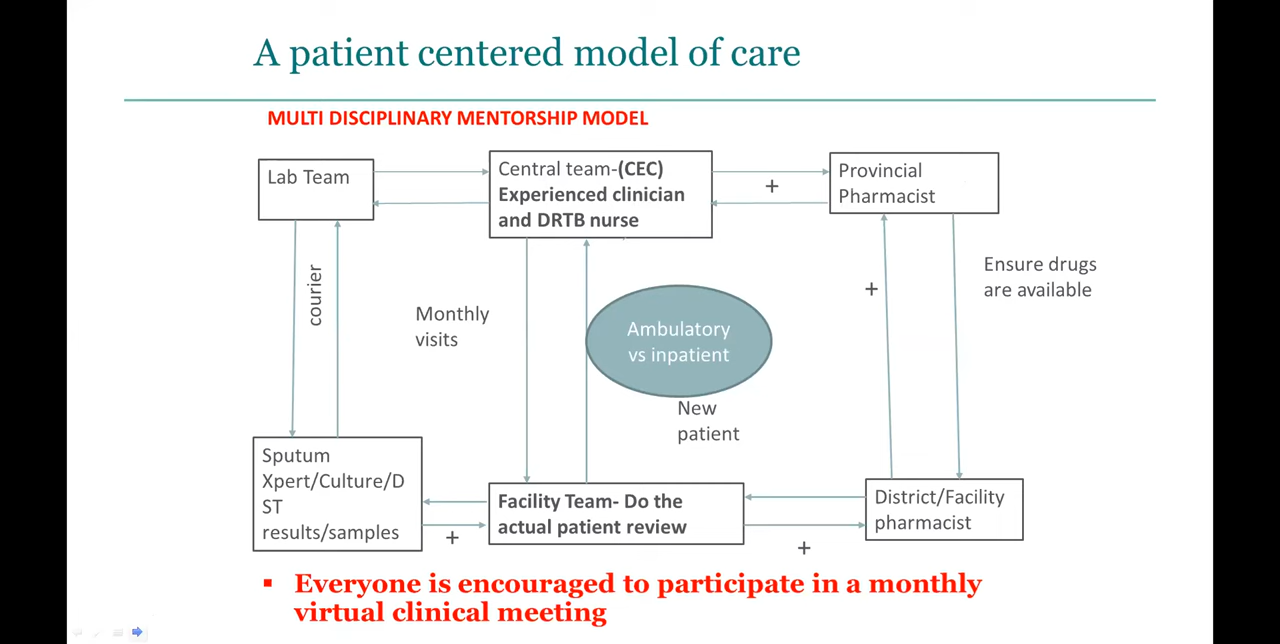 A patient centered model of care
MULTI DISCIPLINARY MENTORSHIP MODEL
Lab Team
Central team-(CEC)
Experienced clinician
and DRTB nurse
+
Provincial
Pharmacist
courier
Monthly
visits
Ambulatory
vs inpatient
New
patient
+
Ensure drugs
are available
Sputum
Xpert/Culture/D
ST
results/samples
+
Facility Team- Do the
actual patient review
+
District/Facility
pharmacist
▪ Everyone is encouraged to participate in a monthly
virtual clinical meeting